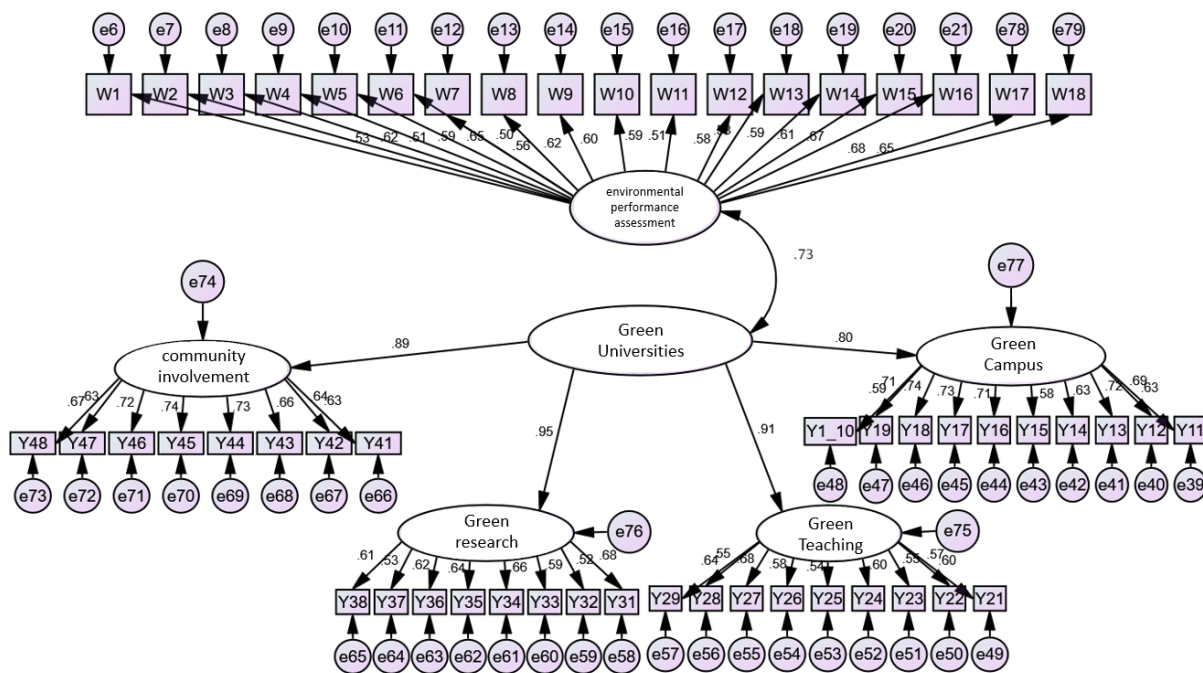 e6 e7 e8 e9 e10 e11 e12 e13 e14 e15 e16 e17 e18 e19 e20 e21 e78 e79
W1 W2 W3 W4 W5 W6 W7 W8 W9 W10 W11 W12 W13 W14 W15 W16 W17 W18
.53 .62 .51 .59 .65 .50 .56 .62 .60 .59 .51 .58 .59 .61 .67 .68 .65
environmental
performance
assessment
.73
e74
e77
Green
Universities
.89
.80
community
involvement
Green
Campus
.67 .63 .72 .74 .73 .66 .64 .63
.59 .71 .74 .73 .71 .58 .63 .72 .69 .63
Y48 Y47 Y46 Y45 Y44 Y43 Y42 Y41
Y1_10 Y19 Y18 Y17 Y16 Y15 Y14 Y13 Y12 Y11
.95
.91
e73 e72 e71 e70 e69 e68 e67 e66
e48 e47 e46 e45 e44 e43 e42 e41 e40 e39
Green
research
e76
Green
Teaching
e75
.61 .53 .62 .64 .66 .59 .52 .68
.64 .55 .68 .58 .54 .60 .55 .57 .60
Y38 Y37 Y36 Y35 Y34 Y33 Y32 Y31
Y29 Y28 Y27 Y26 Y25 Y24 Y23 Y22 Y21
e65 e64 e63 e62 e61 e60 e59 e58
e57 e56 e55 e54 e53 e52 e51 e50 e49